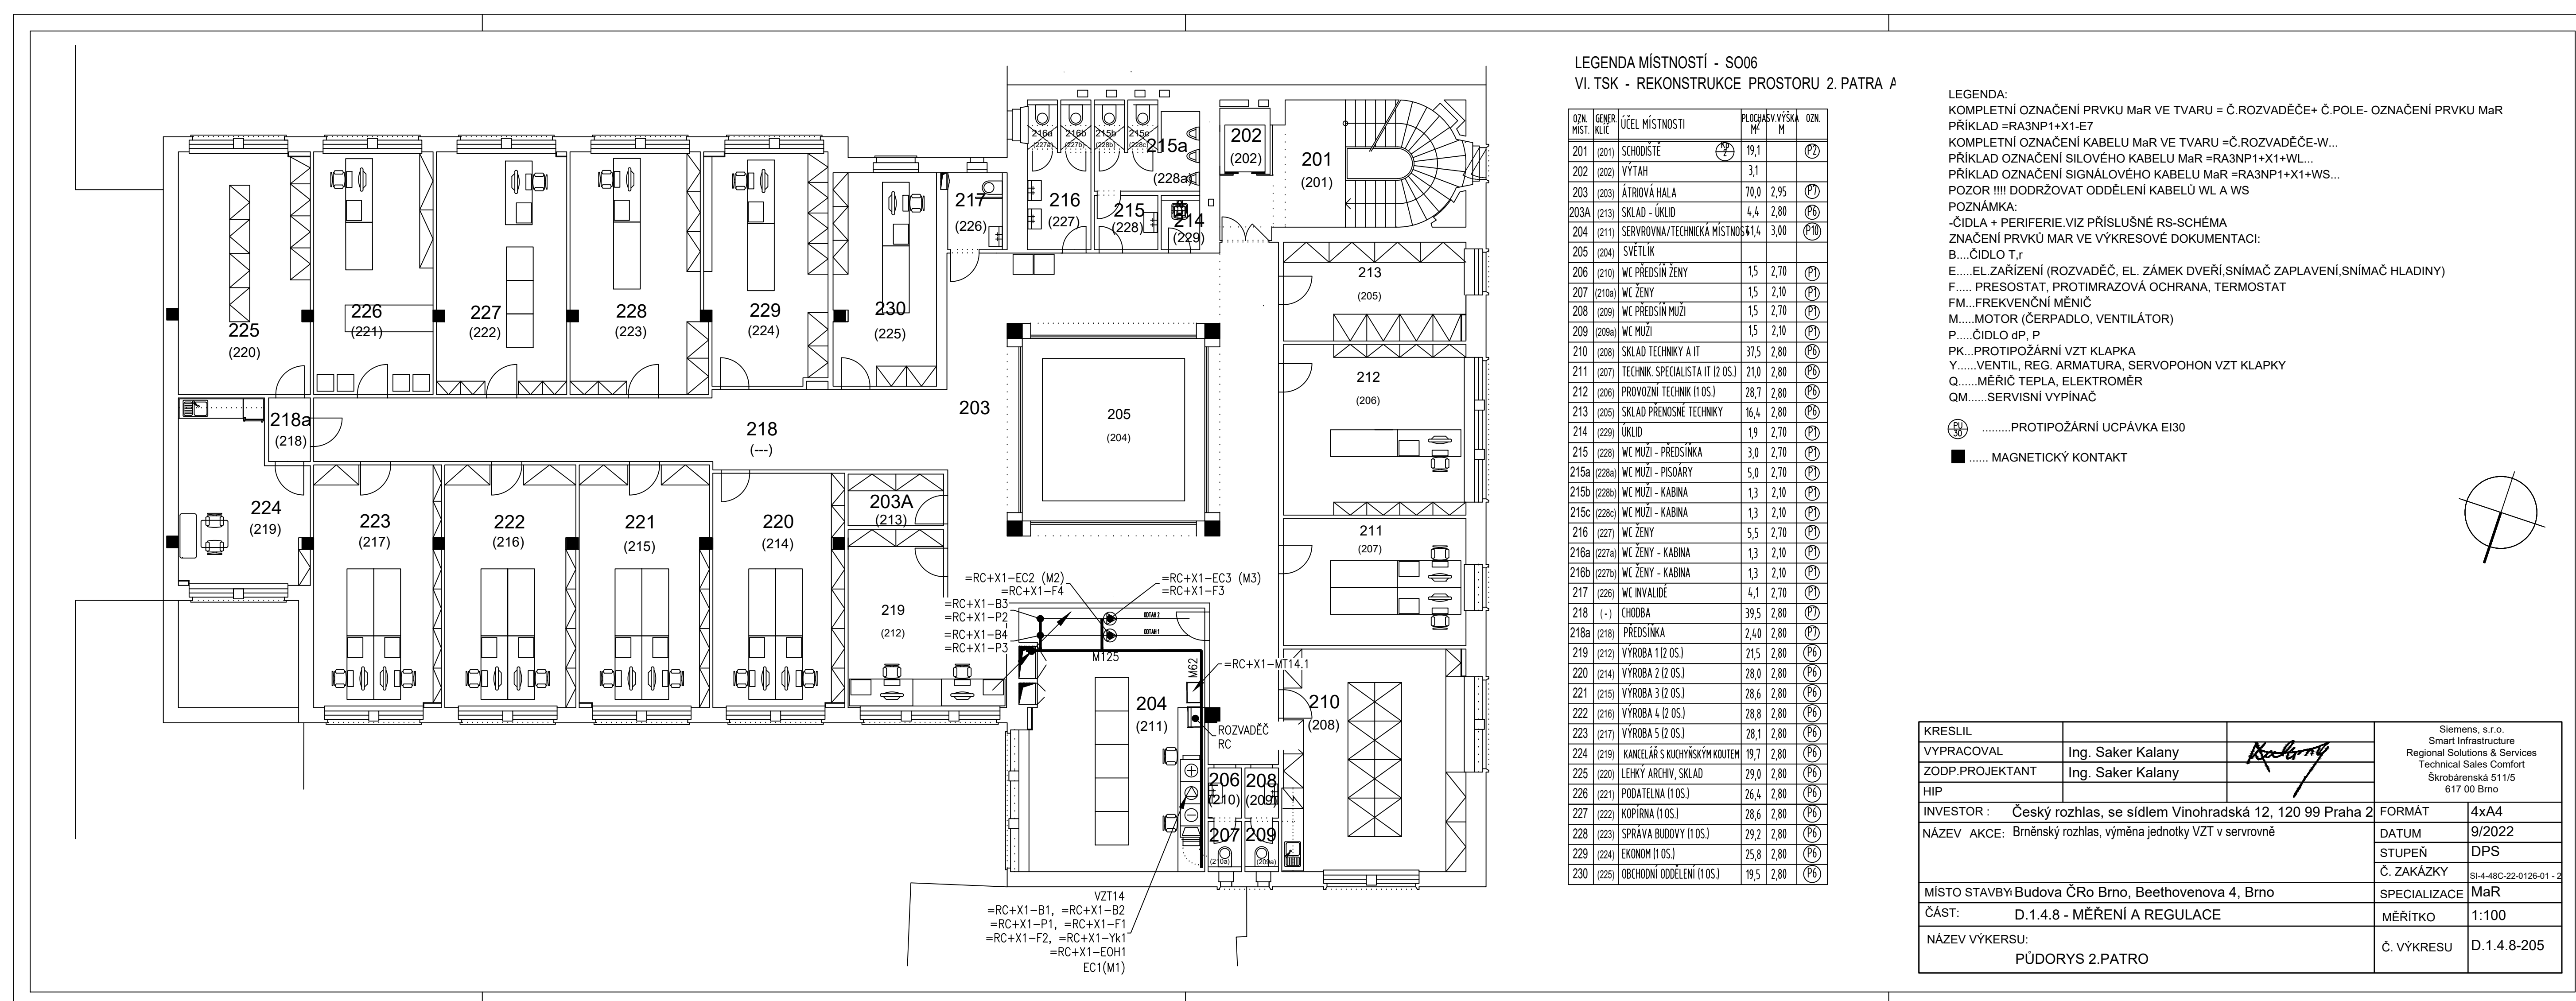 216a
(227a)
216b
(227b)
215b
(228b)
215c
(228c)
215a
(228a)
202
(202)
201
(201)
217
(226)
216
(227)
215
(228)
214
(229)
225
(220)
226
(221)
227
(222)
228
(223)
229
(224)
230
(225)
213
(205)
212
(206)
203
205
(204)
218a
(218)
218
(---)
224
(219)
223
(217)
222
(216)
221
(215)
220
(214)
203A
(213)
211
(207)
219
(212)
=RC+X1-EC2 (M2)
=RC+X1-F4
=RC+X1-EC3 (M3)
=RC+X1-F3
=RC+X1-B3
=RC+X1-P2
=RC+X1-B4
=RC+X1-P3
ODTAH 2
ODTAH 1
M125
M62
=RC+X1-MT14.1
204
(211)
ROZVADĚČ
RC
210
(208)
206
(210)
208
(209)
207
(210a)
209
(209a)
VZT14
=RC+X1-B1, =RC+X1-B2
=RC+X1-P1, =RC+X1-F1
=RC+X1-F2, =RC+X1-Yk1
=RC+X1-EOH1
EC1(M1)
LEGENDA MÍSTNOSTÍ - SO06
VI. TSK - REKONSTRUKCE PROSTORU 2. PATRA A
OZN. MÍST. GENER. KLÍČ ÚČEL MÍSTNOSTI PLOCHA M2 SV.VÝŠKA M OZN.
201 (201) SCHODIŠTĚ 19,1 P2
202 (202) VÝTAH 3,1
203 (203) ÁTRIOVÁ HALA 70,0 2,95 P7
203A (213) SKLAD - ÚKLID 4,4 2,80 P6
204 (211) SERVROVNA/TECHNICKÁ MÍSTNOST 41,4 3,00 P10
205 (204) SVĚTLÍK
206 (210) WC PŘEDSÍŇ ŽENY 1,5 2,70 P1
207 (210a) WC ŽENY 1,5 2,10 P1
208 (209) WC PŘEDSÍŇ MUŽI 1,5 2,70 P1
209 (209a) WC MUŽI 1,5 2,10 P1
210 (208) SKLAD TECHNIKY A IT 37,5 2,80 P6
211 (207) TECHNIK. SPECIALISTA IT (2 OS.) 21,0 2,80 P6
212 (206) PROVOZNÍ TECHNIK (1 OS.) 28,7 2,80 P6
213 (205) SKLAD PŘENOSNÉ TECHNIKY 16,4 2,80 P6
214 (229) ÚKLID 1,9 2,70 P1
215 (228) WC MUŽI - PŘEDSÍŇKA 3,0 2,70 P1
215a (228a) WC MUŽI - PISOÁRY 5,0 2,70 P1
215b (228b) WC MUŽI - KABINA 1,3 2,10 P1
215c (228c) WC MUŽI - KABINA 1,3 2,10 P1
216 (227) WC ŽENY 5,5 2,70 P1
216a (227a) WC ŽENY - KABINA 1,3 2,10 P1
216b (227b) WC ŽENY - KABINA 1,3 2,10 P1
217 (226) WC INVALIDÉ 4,1 2,70 P1
218 (-) CHODBA 39,5 2,80 P7
218a (218) PŘEDSÍŇKA 2,40 2,80 P7
219 (212) VÝROBA 1 (2 OS.) 21,5 2,80 P6
220 (214) VÝROBA 2 (2 OS.) 28,0 2,80 P6
221 (215) VÝROBA 3 (2 OS.) 28,6 2,80 P6
222 (216) VÝROBA 4 (2 OS.) 28,8 2,80 P6
223 (217) VÝROBA 5 (2 OS.) 28,1 2,80 P6
224 (219) KANCELÁŘ S KUCHYŇSKÝM KOUTEM 19,7 2,80 P6
225 (220) LEHKÝ ARCHIV, SKLAD 29,0 2,80 P6
226 (221) PODATELNA (1 OS.) 26,4 2,80 P6
227 (222) KOPÍRNA (1 OS.) 28,6 2,80 P6
228 (223) SPRÁVA BUDOVY (1 OS.) 29,2 2,80 P6
229 (224) EKONOM (1 OS.) 25,8 2,80 P6
230 (225) OBCHODNÍ ODDĚLENÍ (1 OS.) 19,5 2,80 P6
LEGENDA:
KOMPLETNÍ OZNAČENÍ PRVKU MaR VE TVARU = Č.ROZVADĚČE+ Č.POLE- OZNAČENÍ PRVKU MaR
PŘÍKLAD =RA3NP1+X1-E7
KOMPLETNÍ OZNAČENÍ KABELU MaR VE TVARU =Č.ROZVADĚČE-W...
PŘÍKLAD OZNAČENÍ SILOVÉHO KABELU MaR =RA3NP1+X1+WL...
PŘÍKLAD OZNAČENÍ SIGNÁLOVÉHO KABELU MaR =RA3NP1+X1+WS...
POZOR !!!! DODRŽOVAT ODDĚLENÍ KABELŮ WL A WS
POZNÁMKA:
-ČIDLA + PERIFERIE.VIZ PŘÍSLUŠNÉ RS-SCHÉMA
ZNAČENÍ PRVKŮ MAR VE VÝKRESOVÉ DOKUMENTACI:
B....ČIDLO T,r
E.....EL.ZAŘÍZENÍ (ROZVADĚČ, EL. ZÁMEK DVEŘÍ,SNÍMAČ ZAPLAVENÍ,SNÍMAČ HLADINY)
F..... PRESOSTAT, PROTIMRAZOVÁ OCHRANA, TERMOSTAT
FM...FREKVENČNÍ MĚNIČ
M.....MOTOR (ČERPADLO, VENTILÁTOR)
P.....ČIDLO dP, P
PK...PROTIPOŽÁRNÍ VZT KLAPKA
Y......VENTIL, REG. ARMATURA, SERVOPOHON VZT KLAPKY
Q......MĚŘIČ TEPLA, ELEKTROMĚR
QM......SERVISNÍ VYPÍNAČ
PU 30 .........PROTIPOŽÁRNÍ UCPÁVKA EI30
...... MAGNETICKÝ KONTAKT
KRESLIL
VYPRACOVAL Ing. Saker Kalany
ZODP.PROJEKTANT Ing. Saker Kalany
HIP
Siemens, s.r.o.
Smart Infrastructure
Regional Solutions & Services
Technical Sales Comfort
Škrobárenská 511/5
617 00 Brno
INVESTOR : Český rozhlas, se sídlem Vinohradská 12, 120 99 Praha 2
FORMÁT 4xA4
NÁZEV AKCE: Brněnský rozhlas, výměna jednotky VZT v servrovně
DATUM 9/2022
STUPEŇ DPS
Č. ZAKÁZKY SI-4-48C-22-0126-01 - 2
MÍSTO STAVBY: Budova ČRo Brno, Beethovenova 4, Brno
SPECIALIZACE MaR
ČÁST: D.1.4.8 - MĚŘENÍ A REGULACE
MĚŘÍTKO 1:100
NÁZEV VÝKERSU:
PŮDORYS 2.PATRO
Č. VÝKRESU D.1.4.8-205